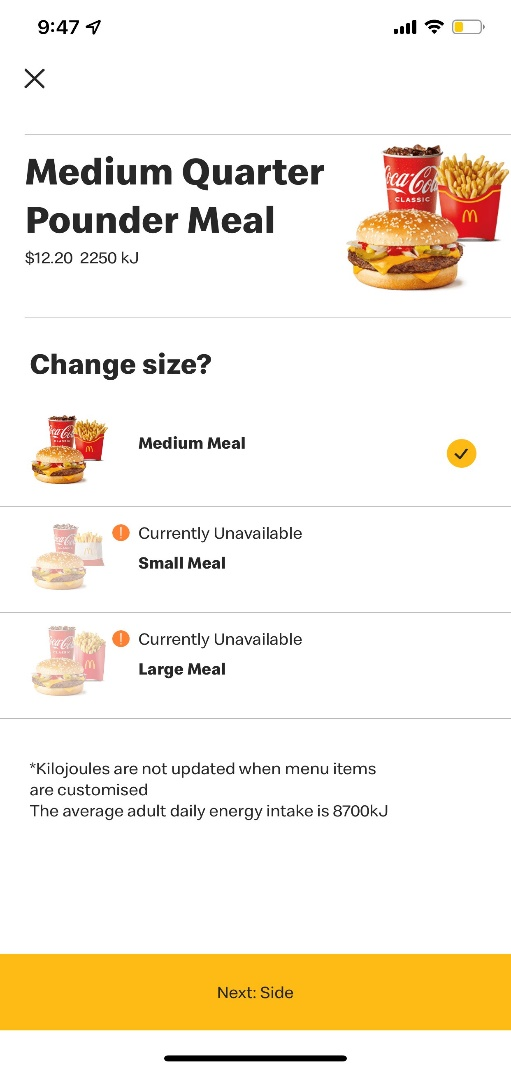 9:47
Medium Quarter
Pounder Meal
$12.20 2250 kJ
Coca-Cola
CLASSIC
Change size?
Medium Meal
! Currently Unavailable
Small Meal
! Currently Unavailable
Large Meal
*Kilojoules are not updated when menu items
are customised
The average adult daily energy intake is 8700kJ
Next: Side